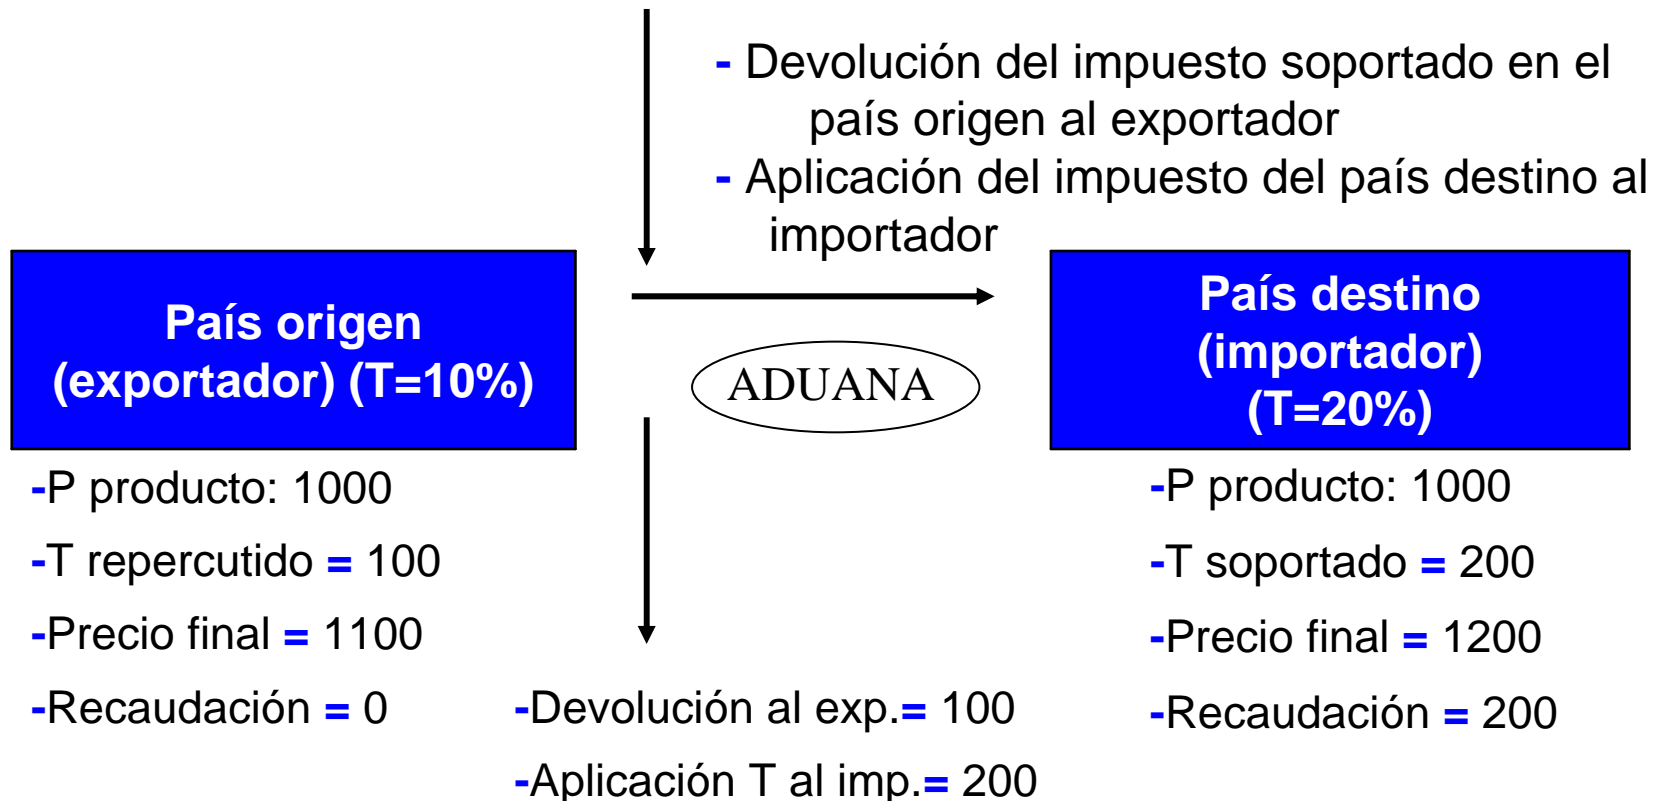 - Devolución del impuesto soportado en el
país origen al exportador
- Aplicación del impuesto del país destino al
importador
País origen
(exportador) (T=10%)
ADUANA
País destino
(importador)
(T=20%)
-P producto: 1000
-T repercutido = 100
-Precio final = 1100
-Recaudación = 0
-Devolución al exp.= 100
-Aplicación T al imp.= 200
-P producto: 1000
-T soportado = 200
-Precio final = 1200
-Recaudación = 200